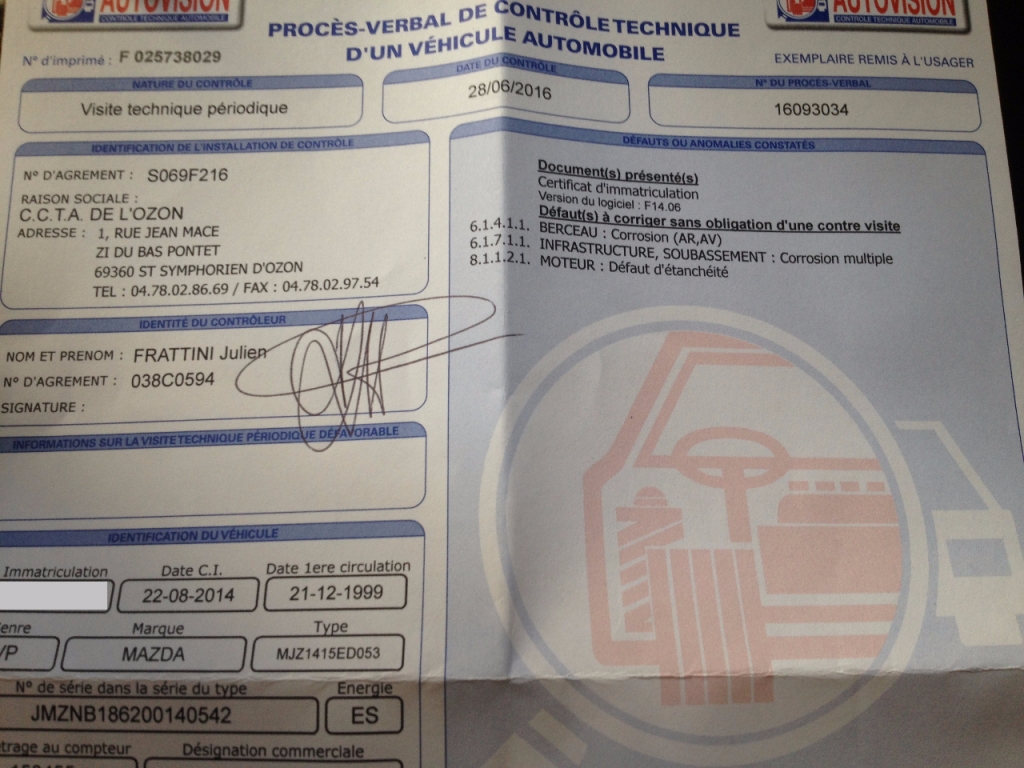 AUTOVISION
CONTROLE TECHNIQUE AUTOMOBILE
AUTOVISION
CONTROLE TECHNIQUE AUTOMOBILE
PROCÈS-VERBAL DE CONTRÔLE TECHNIQUE
D'UN VÉHICULE AUTOMOBILE
N° d'imprimé : F 025738029
EXEMPLAIRE REMIS À L'USAGER
NATURE DU CONTRÔLE
Visite technique périodique
DATE DU CONTRÔLE
28/06/2016
N° DU PROCÈS-VERBAL
16093034
IDENTIFICATION DE L'INSTALLATION DE CONTRÔLE
N° D'AGREMENT : S069F216
RAISON SOCIALE :
C.C.T.A. DE L'OZON
ADRESSE : 1, RUE JEAN MACE
ZI DU BAS PONTET
69360 ST SYMPHORIEN D'OZON
TEL : 04.78.02.86.69 / FAX : 04.78.02.97.54
DÉFAUTS OU ANOMALIES CONSTATÉS
Document(s) présenté(s)
Certificat d'immatriculation
Version du logiciel : F14.06
Défaut(s) à corriger sans obligation d'une contre visite
6.1.4.1.1. BERCEAU : Corrosion (AR,AV)
6.1.7.1.1. INFRASTRUCTURE, SOUBASSEMENT : Corrosion multiple
8.1.1.2.1. MOTEUR : Défaut d'étanchéité
IDENTITÉ DU CONTRÔLEUR
NOM ET PRENOM : FRATTINI Julien
N° D'AGREMENT : 038C0594
SIGNATURE :
INFORMATIONS SUR LA VISITE TECHNIQUE PÉRIODIQUE DÉFAVORABLE
IDENTIFICATION DU VÉHICULE
Immatriculation Date C.I. Date 1ere circulation
22-08-2014 21-12-1999
enre Marque Type
VP MAZDA MJZ1415ED053
N° de série dans la série du type Energie
JMZNB186200140542 ES
trage au compteur Désignation commerciale